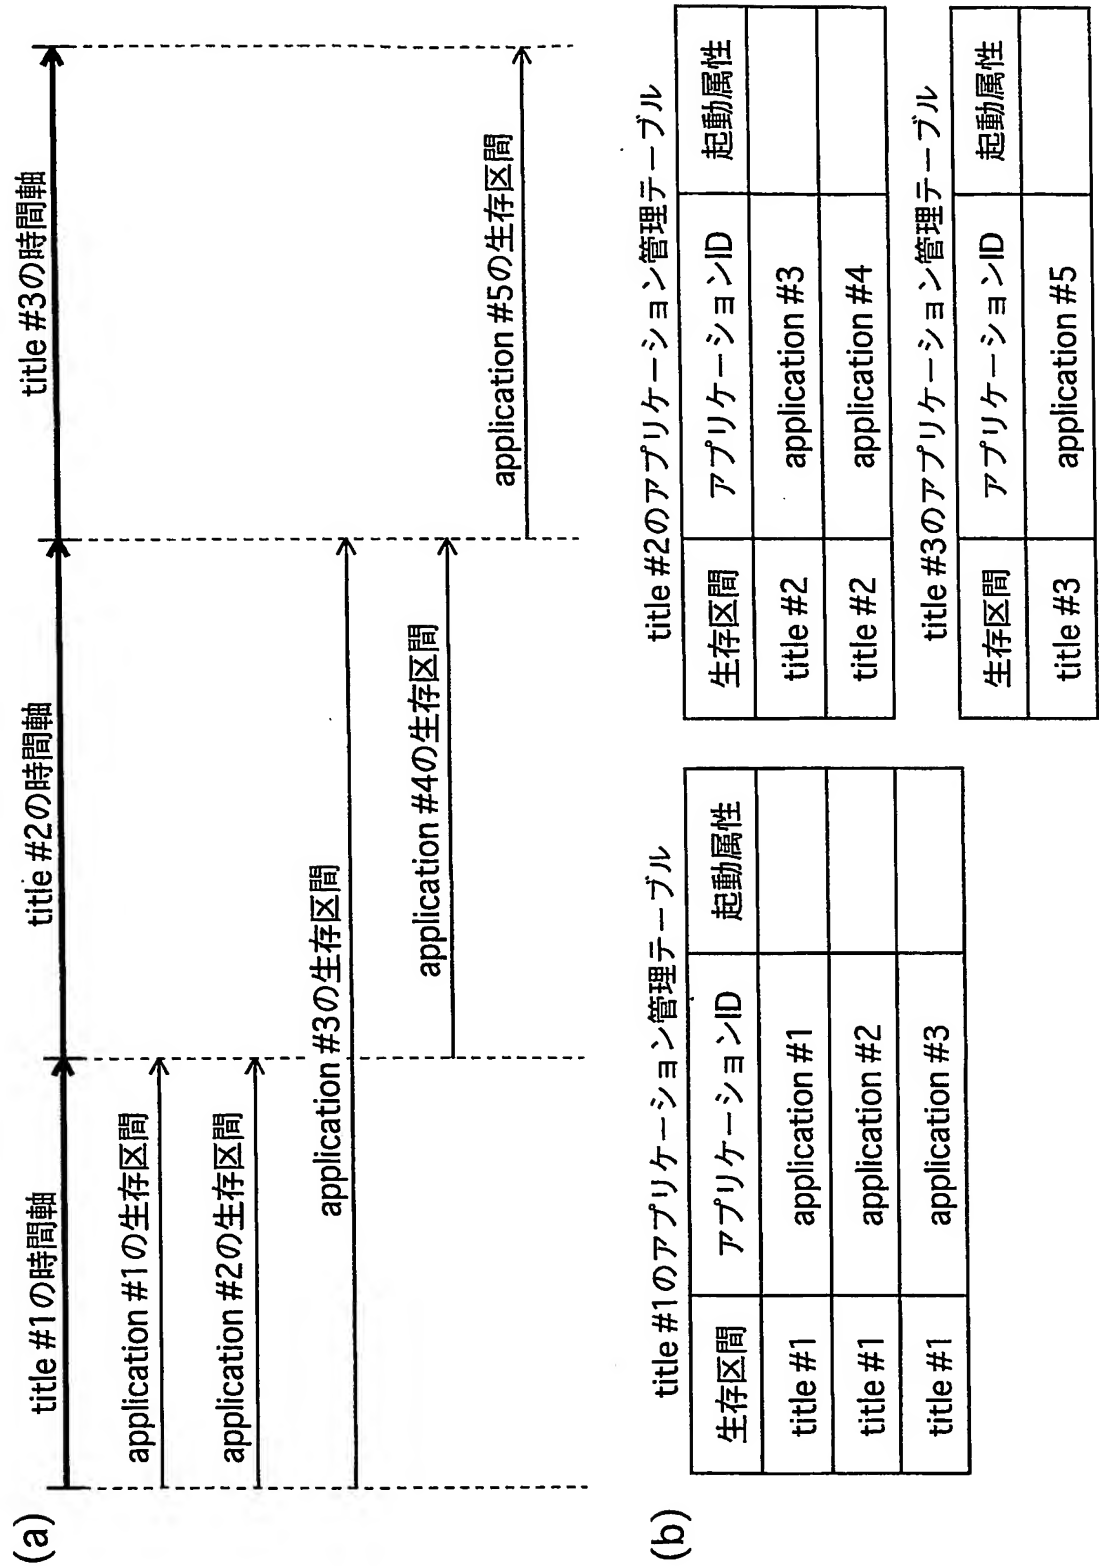 (a)
title #1の時間軸
title #2の時間軸
title #3の時間軸
application #1の生存区間
application #2の生存区間
application #3の生存区間
application #4の生存区間
application #5の生存区間
(b)
title #1のアプリケーション管理テーブル
生存区間 アプリケーションID 起動属性
title #1 application #1
title #1 application #2
title #1 application #3
title #2のアプリケーション管理テーブル
生存区間 アプリケーションID 起動属性
title #2 application #3
title #2 application #4
title #3のアプリケーション管理テーブル
生存区間 アプリケーションID 起動属性
title #3 application #5